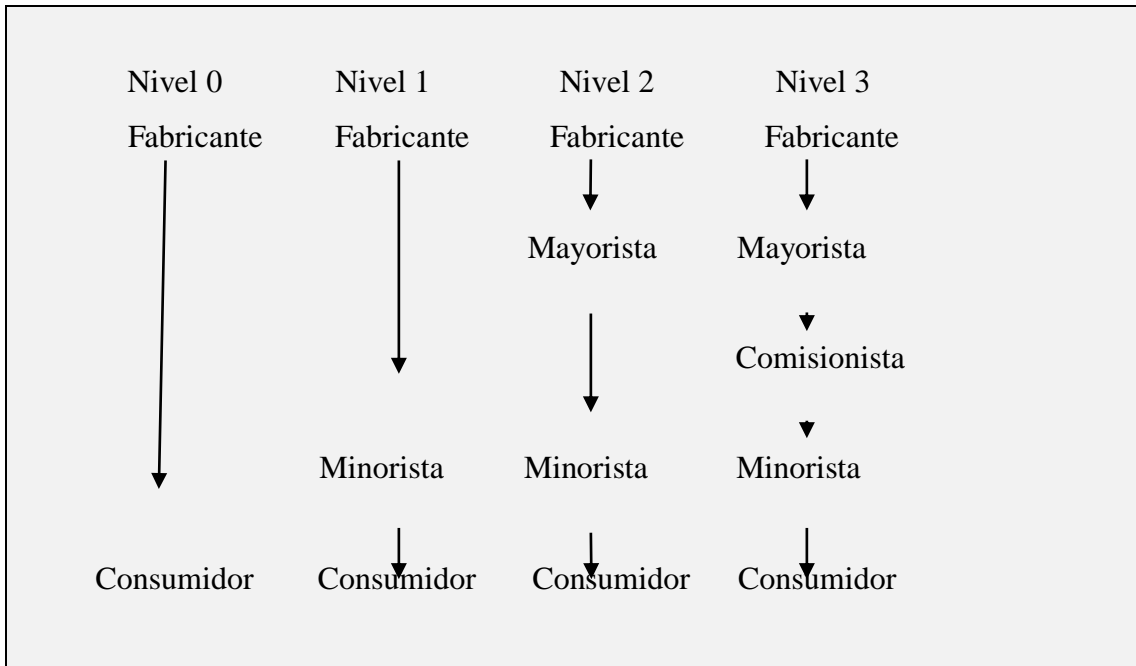 Nivel 0 Nivel 1 Nivel 2 Nivel 3
Fabricante Fabricante Fabricante Fabricante
Mayorista Mayorista
Comisionista
Minorista Minorista Minorista
Consumidor Consumidor Consumidor Consumidor